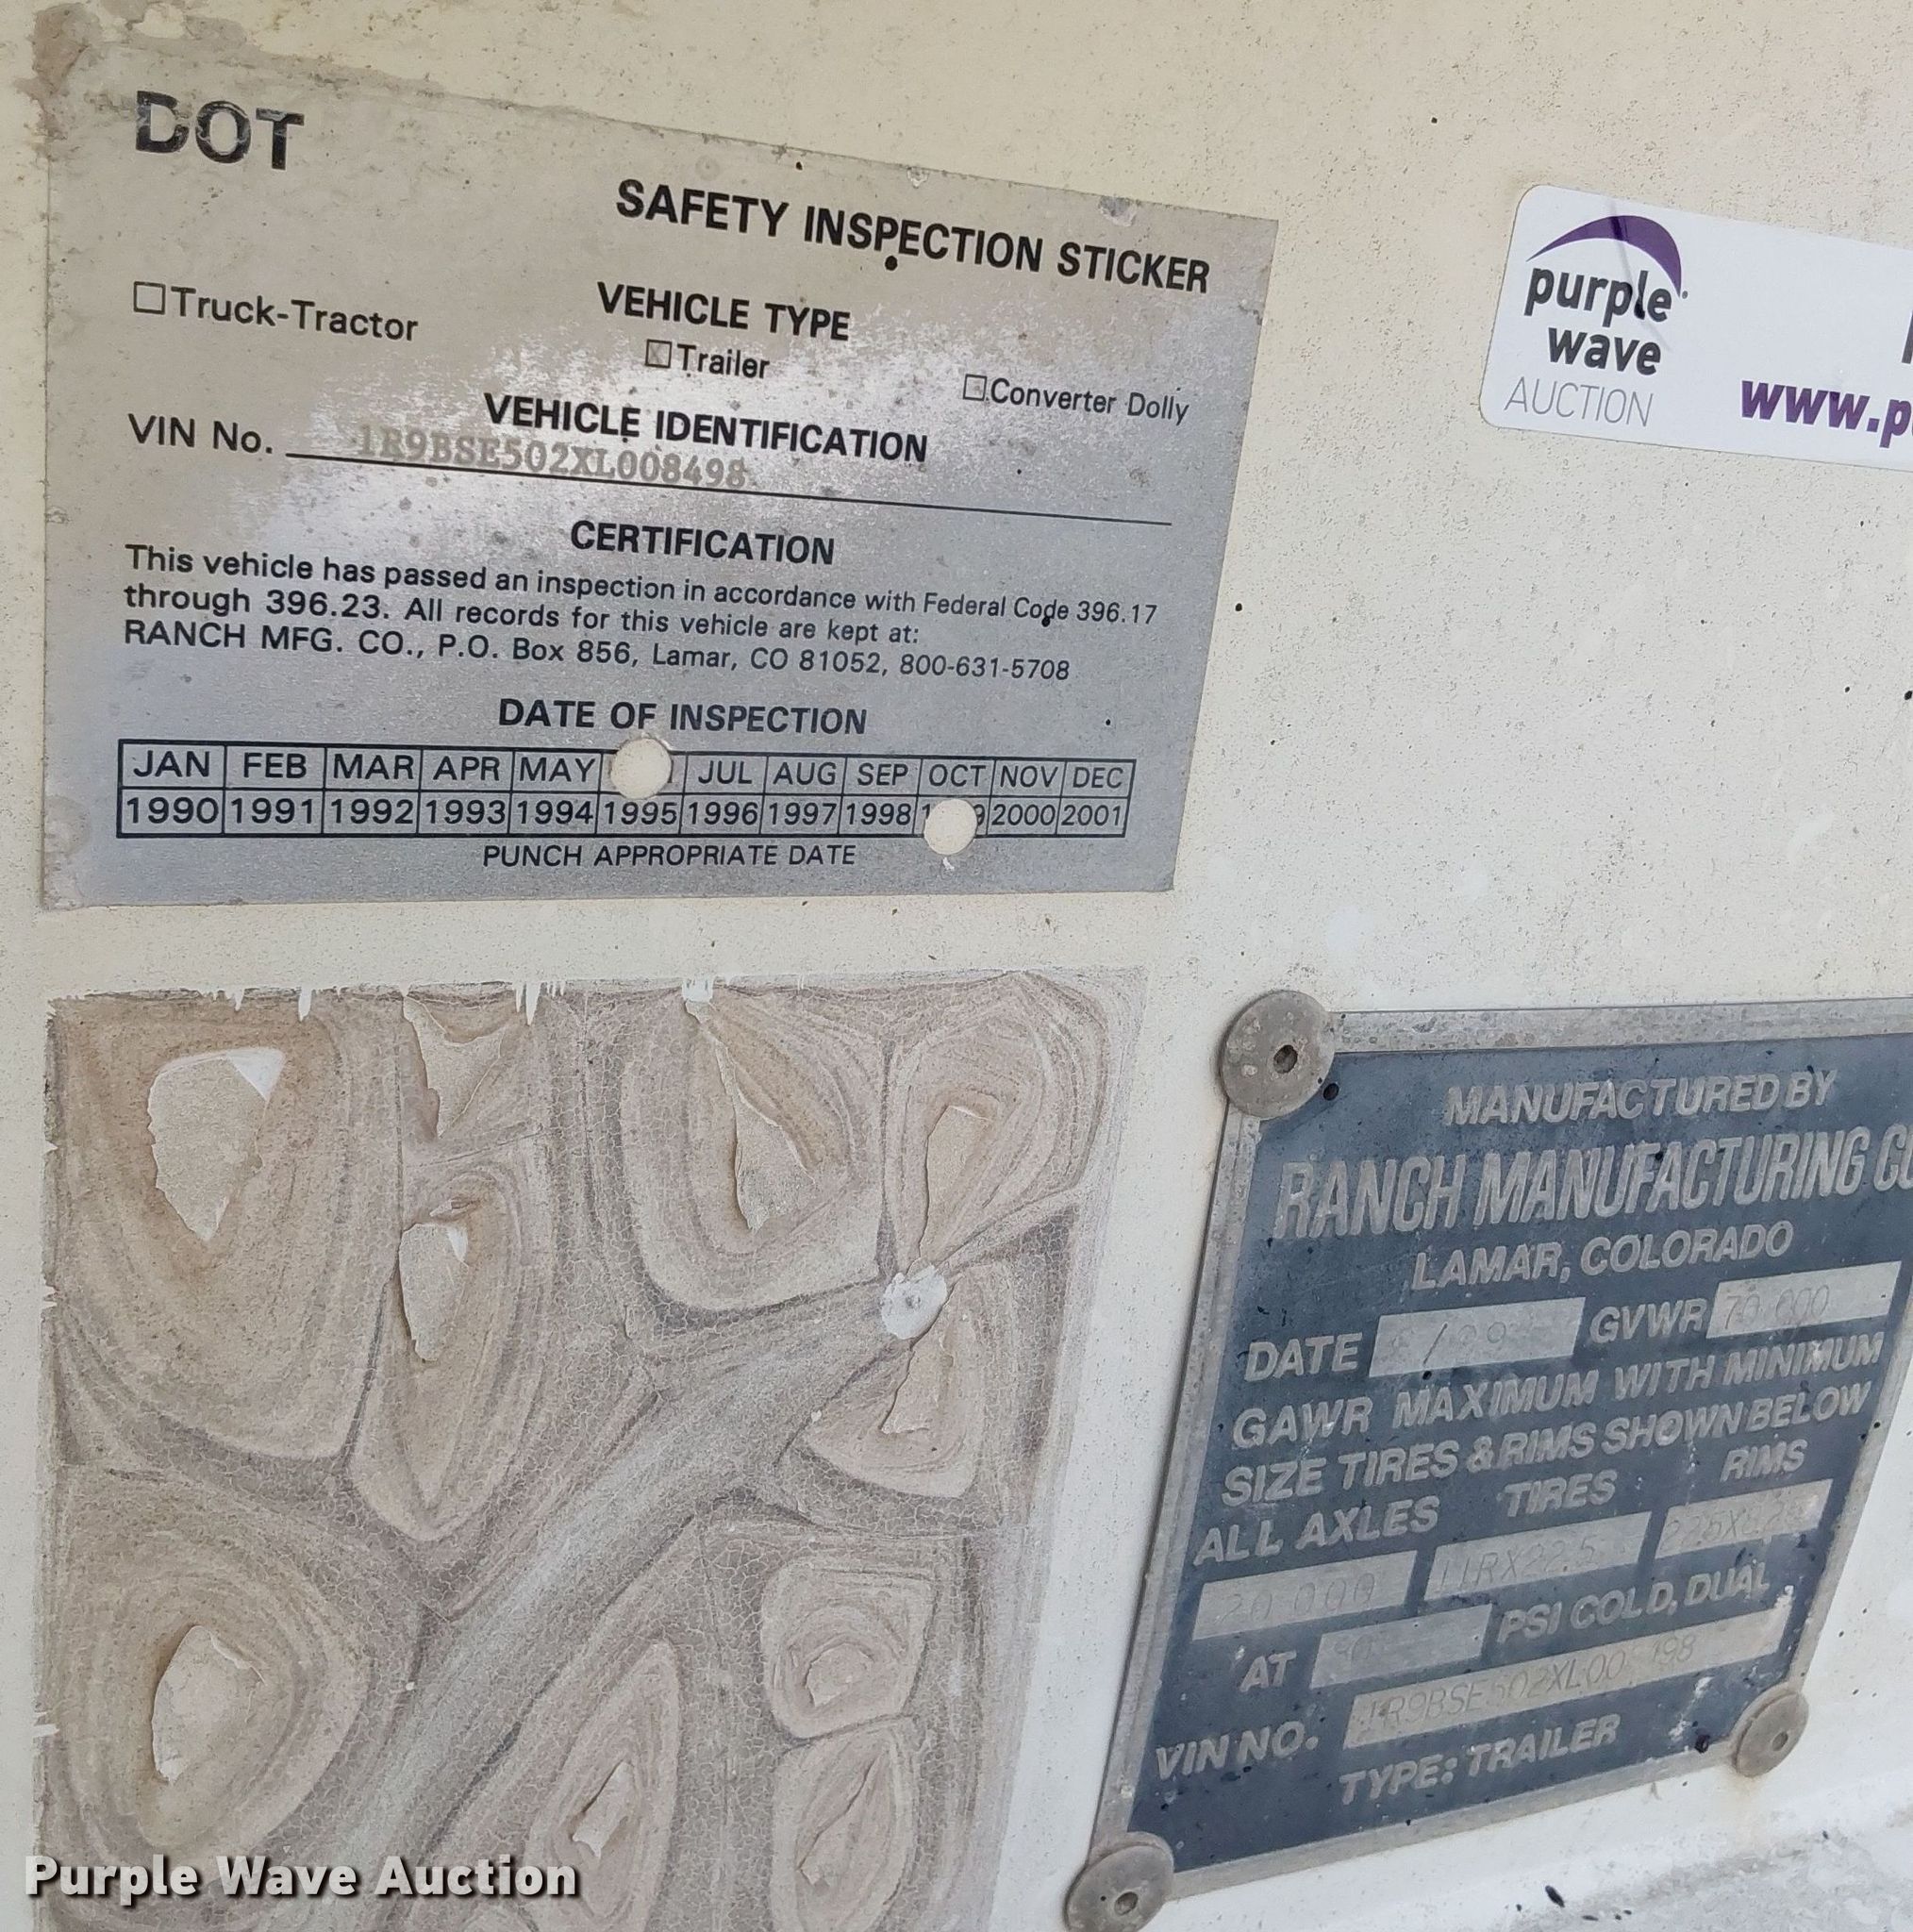 DOT
SAFETY INSPECTION STICKER
VEHICLE TYPE
Truck-Tractor
Trailer
Converter Dolly
VEHICLE IDENTIFICATION
VIN No. 1R9BSE502XL008498
CERTIFICATION
This vehicle has passed an inspection in accordance with Federal Code 396.17
through 396.23. All records for this vehicle are kept at:
RANCH MFG. CO., P.O. Box 856, Lamar, CO 81052, 800-631-5708
DATE OF INSPECTION
JAN FEB MAR APR MAY JUL AUG SEP OCT NOV DEC
1990 1991 1992 1993 1994 1995 1996 1997 1998 2000 2001
PUNCH APPROPRIATE DATE
purple
wave
AUCTION
www.p
MANUFACTURED BY
RANCH MANUFACTURING
LAMAR, COLORADO
DATE GVWR
GAWR MAXIMUM WITH MINIMUM
SIZE TIRES & RIMS SHOWN BELOW
ALL AXLES TIRES RIMS
20 000 11RX22.5
AT PSI COLD, DUAL
VIN NO.
TYPE: TRAILER
Purple Wave Auction